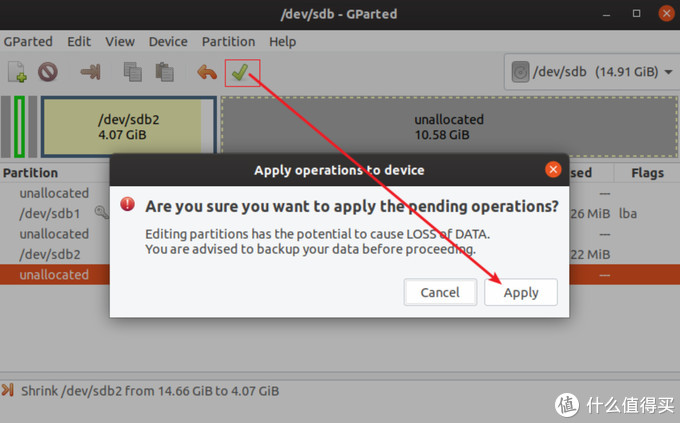 /dev/sdb - GParted
GParted Edit View Device Partition Help
/dev/sdb (14.91 GiB)
/dev/sdb2
4.07 GiB
unallocated
10.58 GiB
Partition
sed
Flags
unallocated
—
/dev/sdb1
26 MiB
lba
unallocated
—
/dev/sdb2
22 MiB
unallocated
—
Apply operations to device
Are you sure you want to apply the pending operations?
Editing partitions has the potential to cause LOSS of DATA.
You are advised to backup your data before proceeding.
Cancel
Apply
Shrink /dev/sdb2 from 14.66 GiB to 4.07 GiB
值 什么值得买